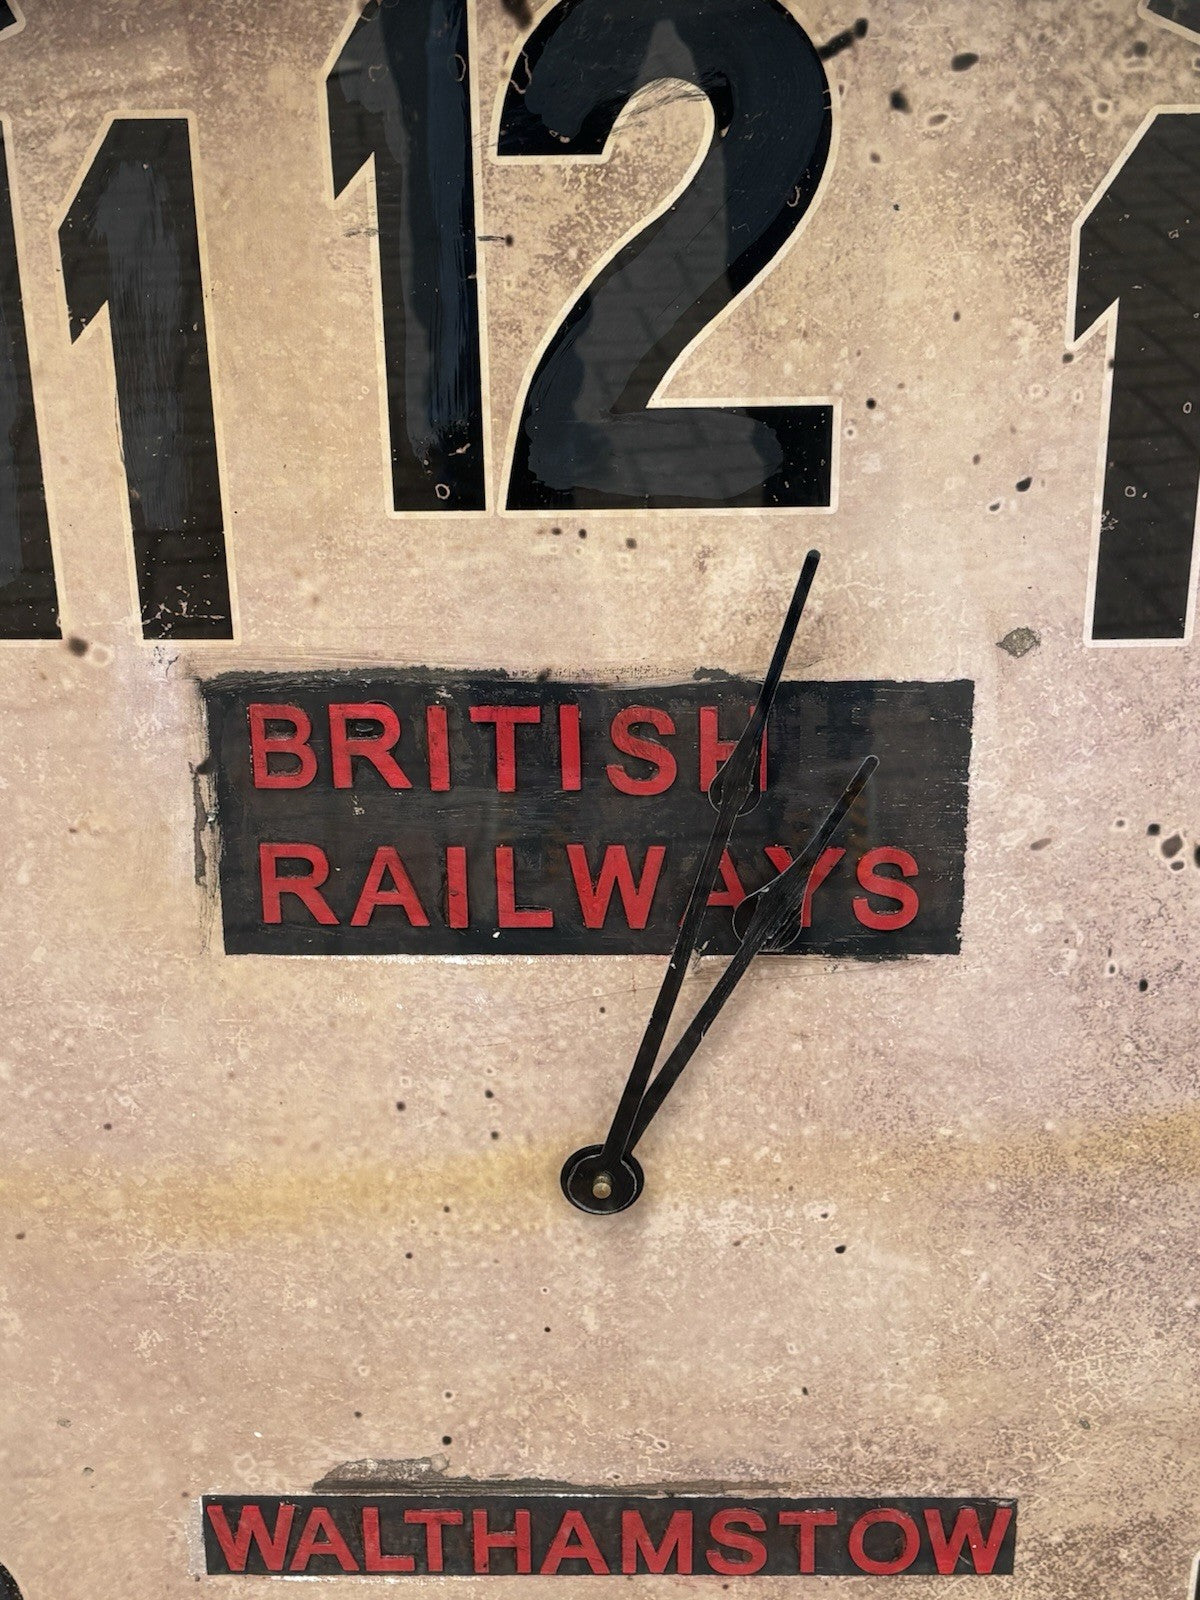 11 12 1
BRITISH
RAILWAYS
WALTHAMSTOW